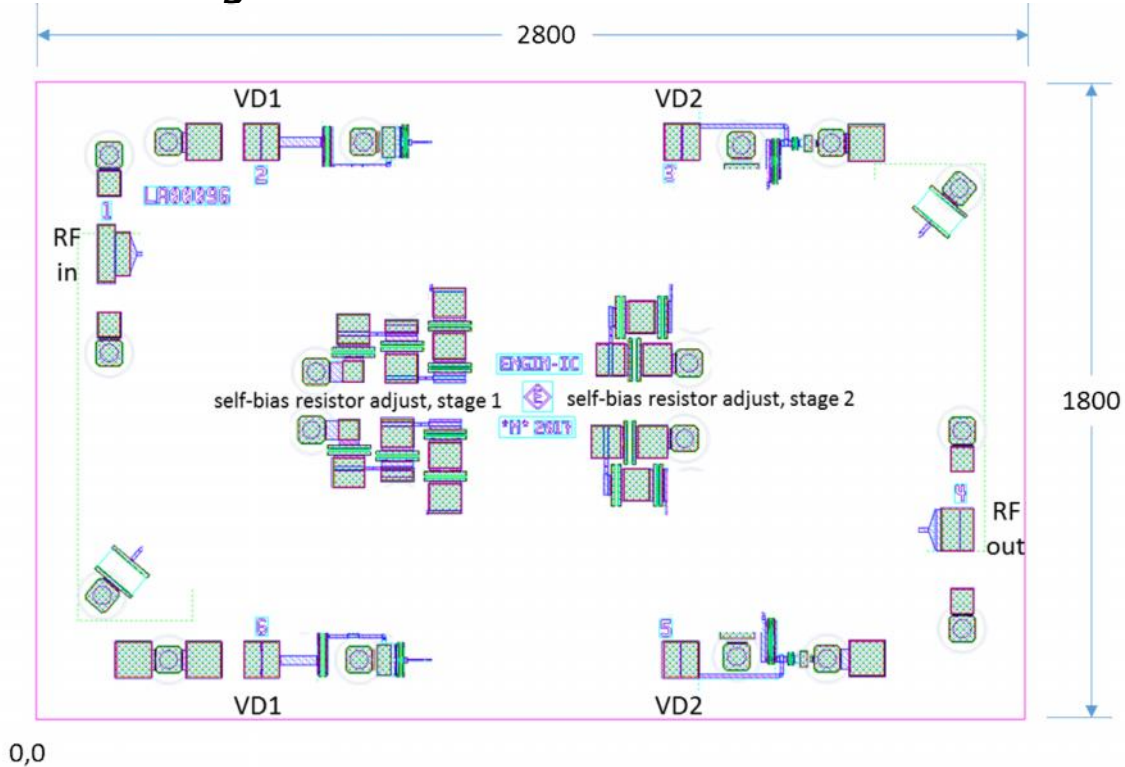 2800
VD1
VD2
2
3
LA00096
1
RF
in
ENGIN-IC
self-bias resistor adjust, stage 1
E
self-bias resistor adjust, stage 2
1800
*M* 2017
4
RF
out
6
5
VD1
VD2
0,0